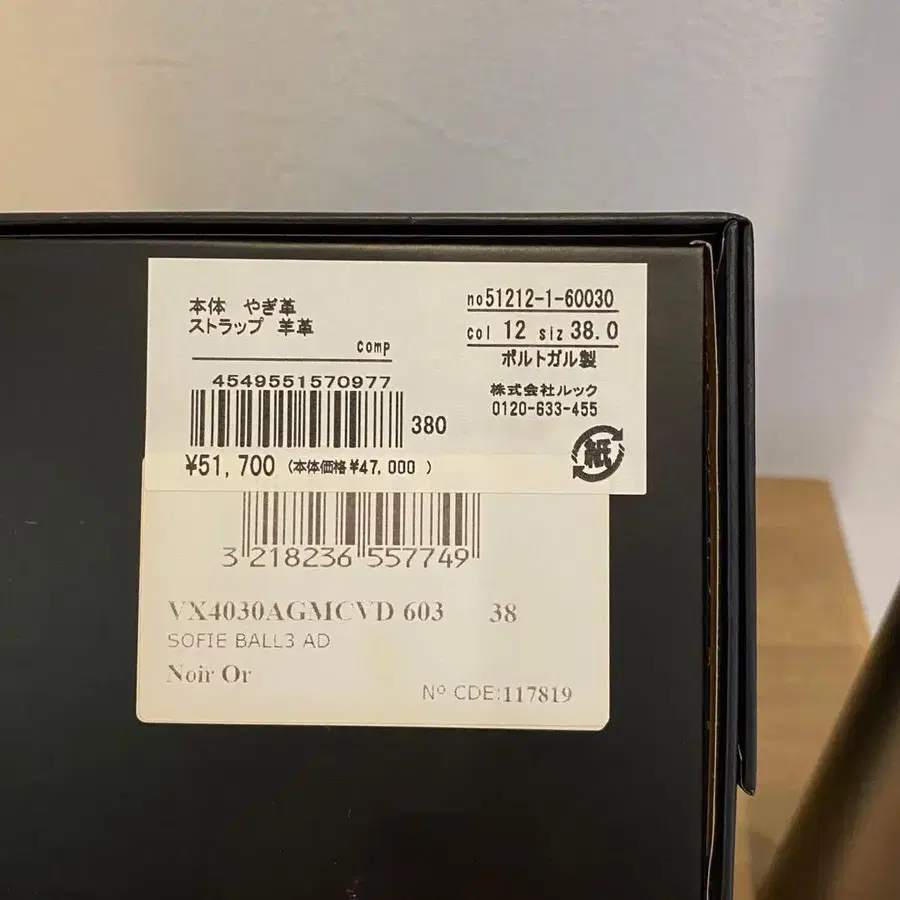 本体 やぎ革
ストラップ 羊革
comp
4549551570977
380
¥51,700 (本体価格¥47,000 )
no51212-1-60030
col 12 siz 38.0
ポルトガル製
株式会社ルック
0120-633-455
紙
3 218236 557749
VX4030AGMCVD 603 38
SOFIE BALL3 AD
Noir Or
Nº CDE:117819